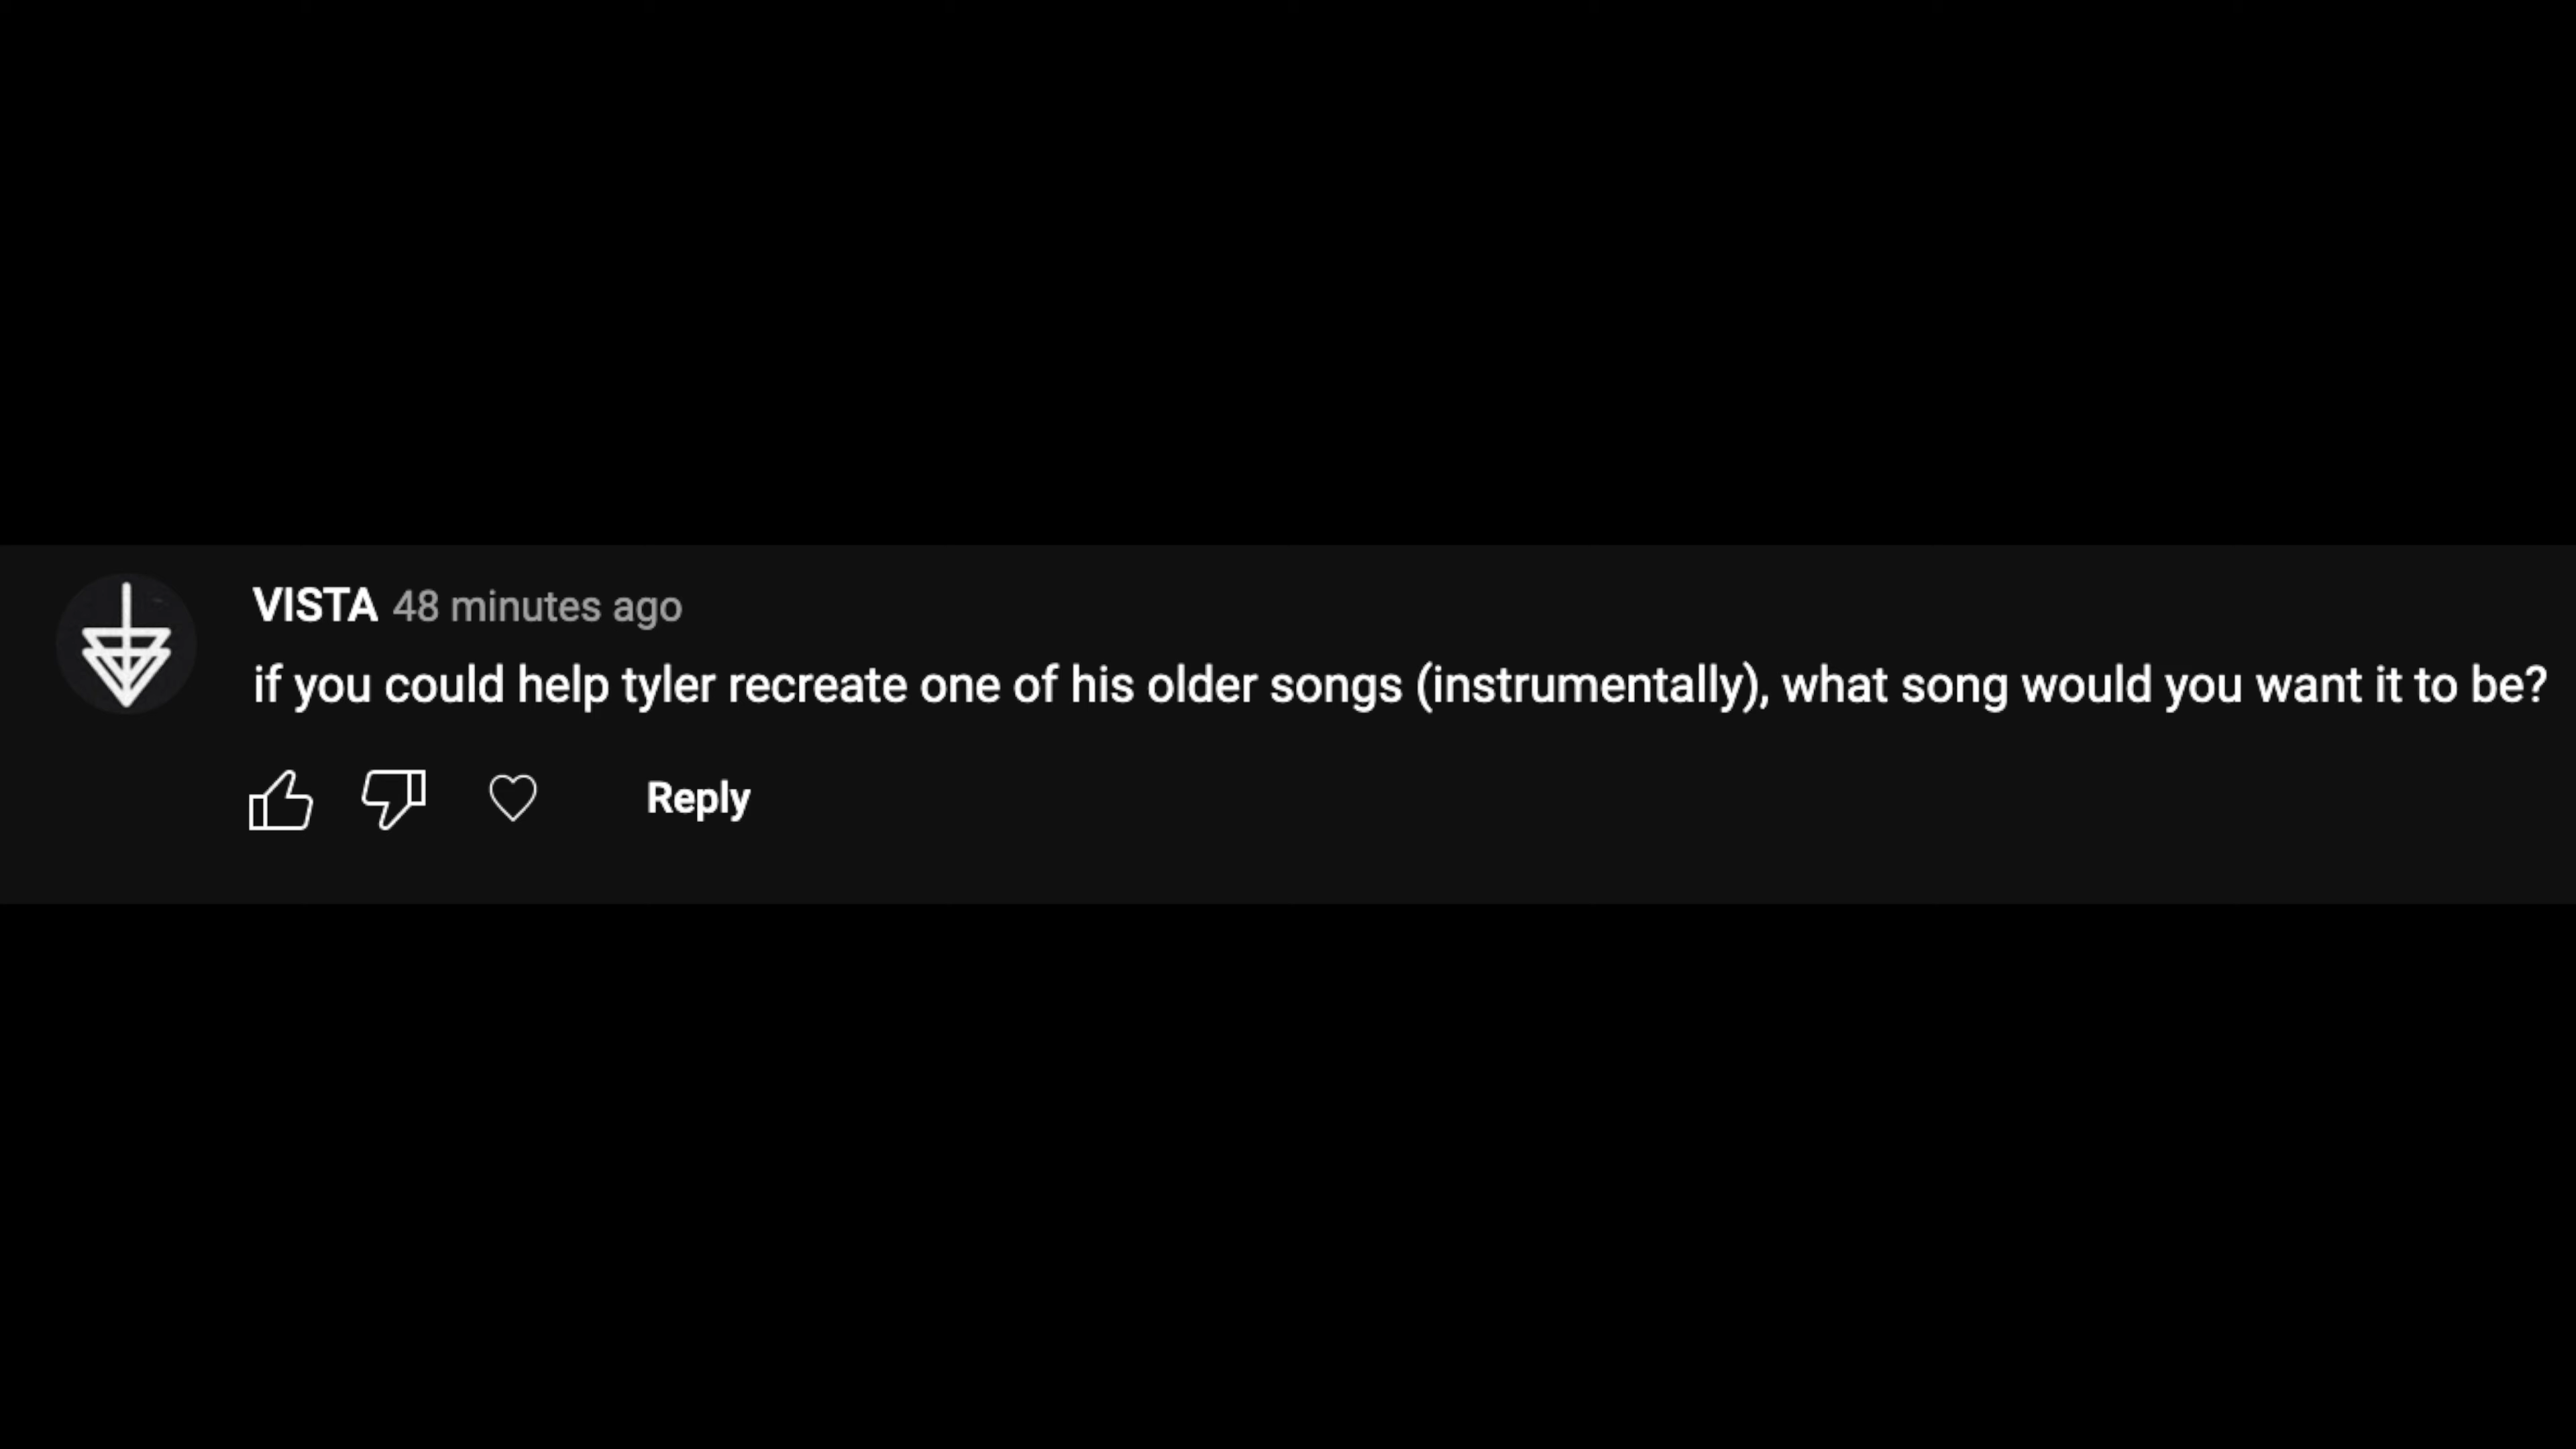 VISTA 48 minutes ago
if you could help tyler recreate one of his older songs (instrumentally), what song would you want it to be?
Reply